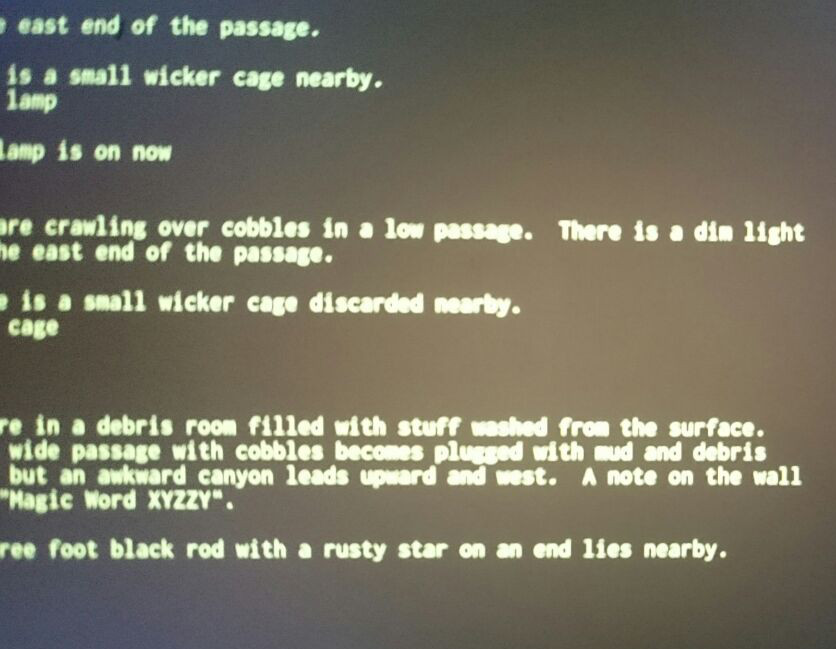 e east end of the passage.
is a small wicker cage nearby.
lamp
lamp is on now
are crawling over cobbles in a low passage. There is a dim light
he east end of the passage.
e is a small wicker cage discarded nearby.
cage
re in a debris room filled with stuff washed from the surface.
wide passage with cobbles becomes plugged with mud and debris
but an awkward canyon leads upward and west. A note on the wall
"Magic Word XYZZY".
ree foot black rod with a rusty star on an end lies nearby.